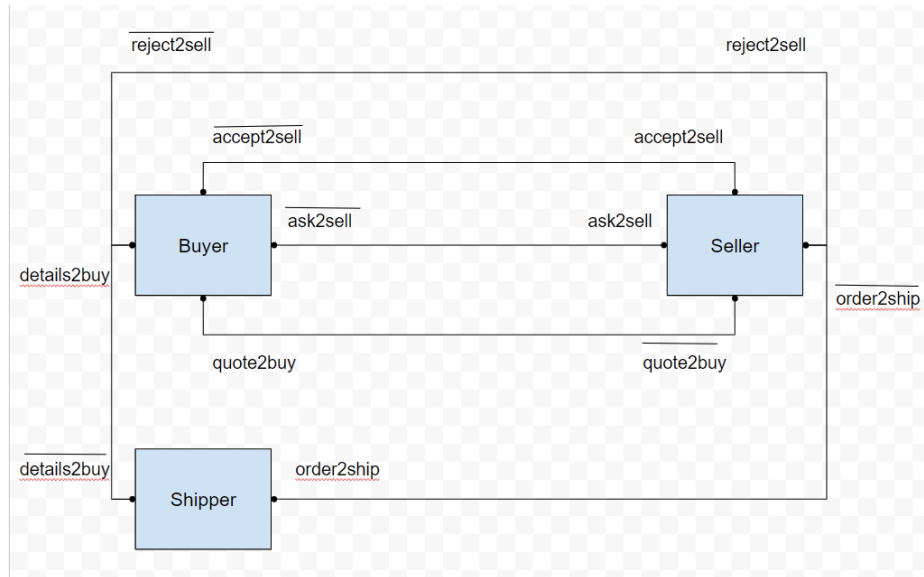 reject2sell
reject2sell
accept2sell
accept2sell
ask2sell
ask2sell
Buyer
Seller
details2buy
order2ship
quote2buy
quote2buy
details2buy
order2ship
Shipper